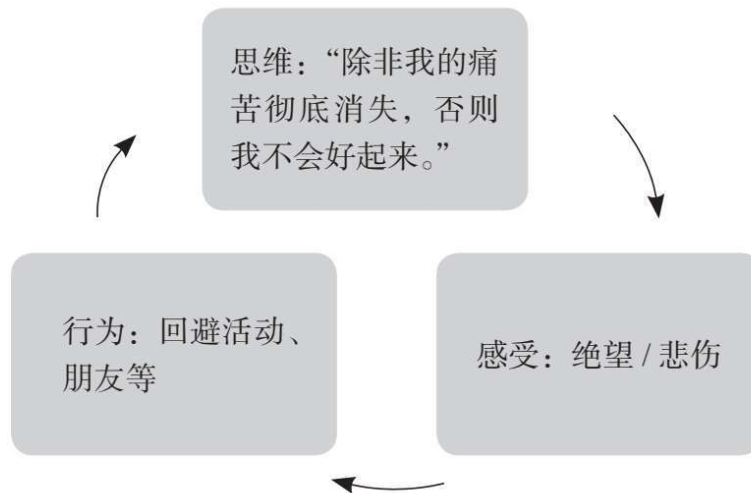 思维：“除非我的痛
苦彻底消失，否则
我不会好起来。”
行为：回避活动、
朋友等
感受：绝望 / 悲伤